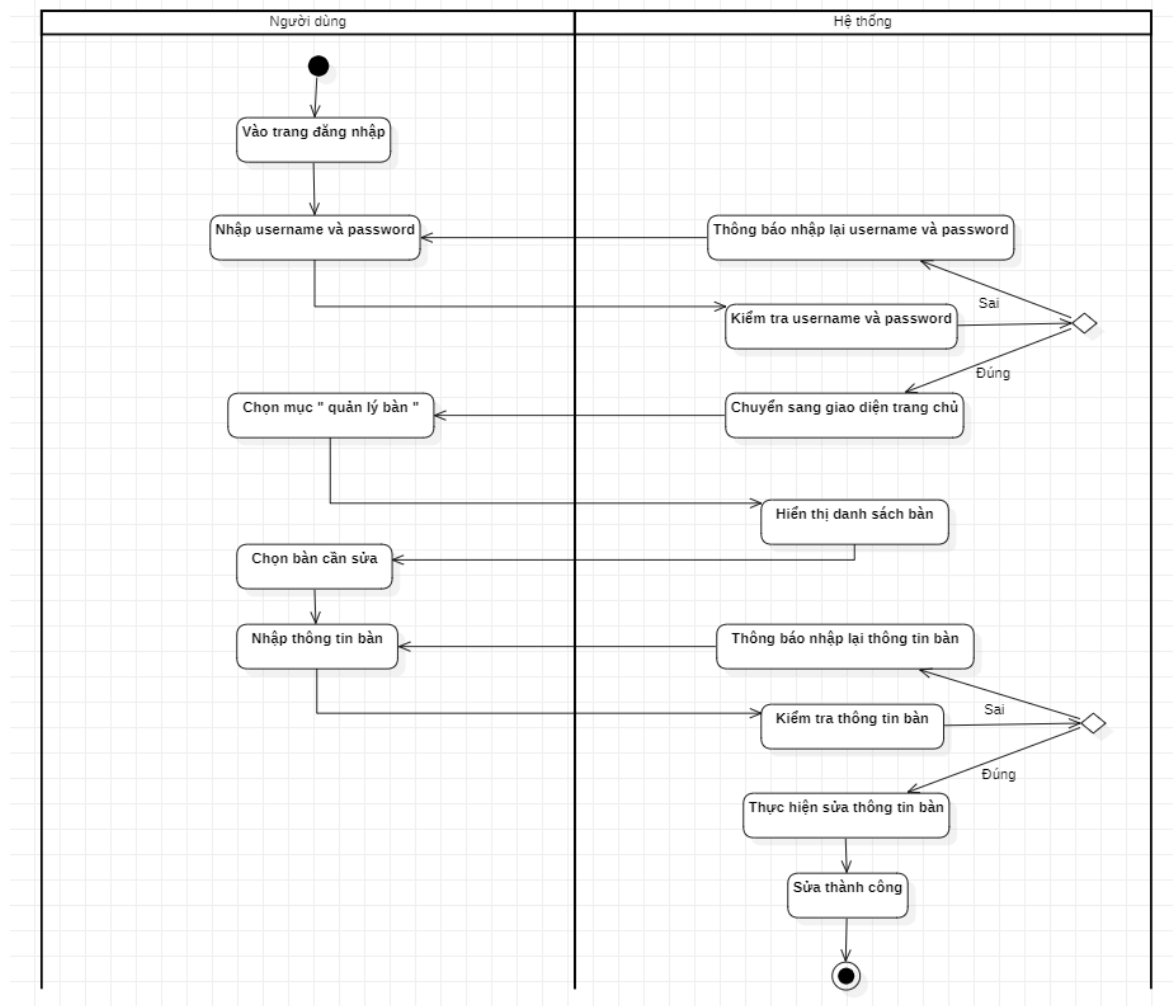 Người dùng
Hệ thống
Vào trang đăng nhập
Nhập username và password
Thông báo nhập lại username và password
Sai
Kiểm tra username và password
Đúng
Chọn mục " quản lý bàn "
Chuyển sang giao diện trang chủ
Hiển thị danh sách bàn
Chọn bàn cần sửa
Nhập thông tin bàn
Thông báo nhập lại thông tin bàn
Sai
Kiểm tra thông tin bàn
Đúng
Thực hiện sửa thông tin bàn
Sửa thành công